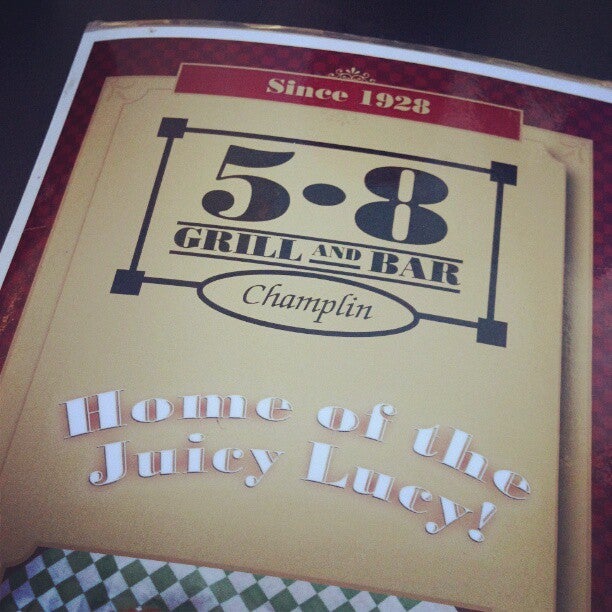 Since 1928
5•8
GRILL AND BAR
Champlin
Home of the
Juicy Lucy!